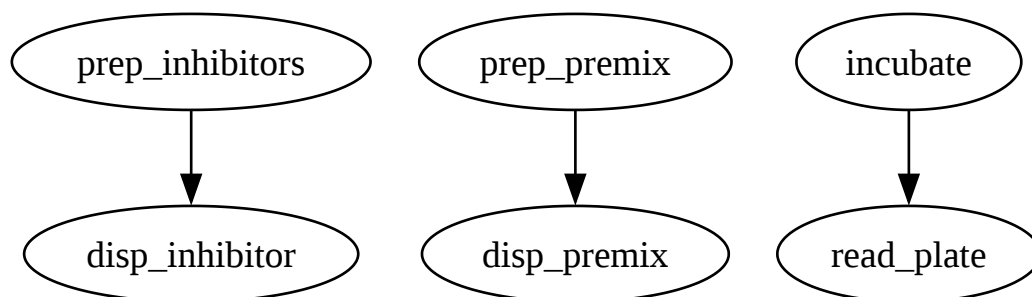 prep_inhibitors
prep_premix
incubate
disp_inhibitor
disp_premix
read_plate